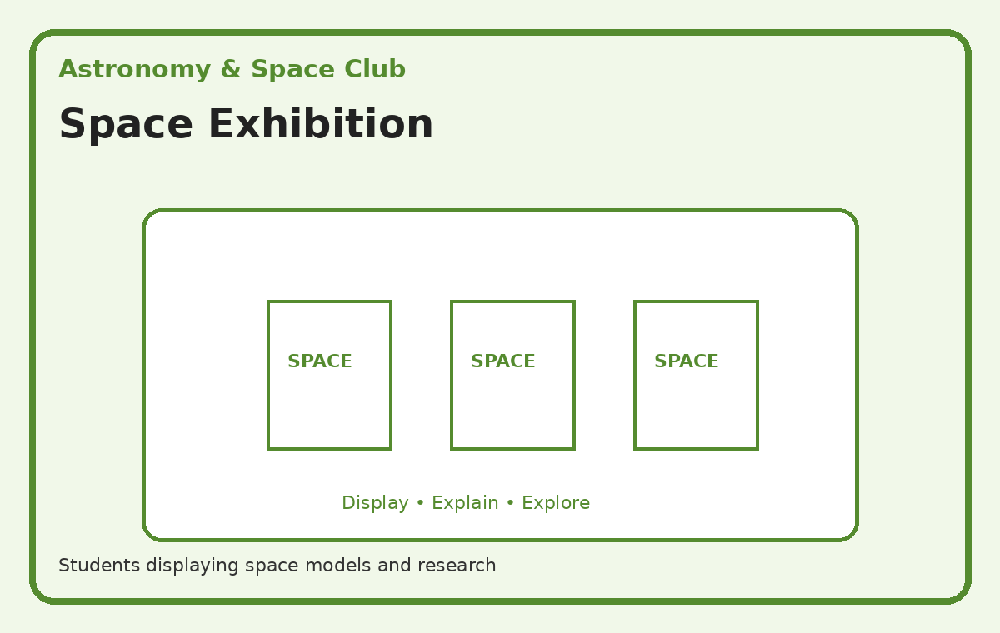 Astronomy & Space Club
Space Exhibition
SPACE
SPACE
SPACE
Display • Explain • Explore
Students displaying space models and research